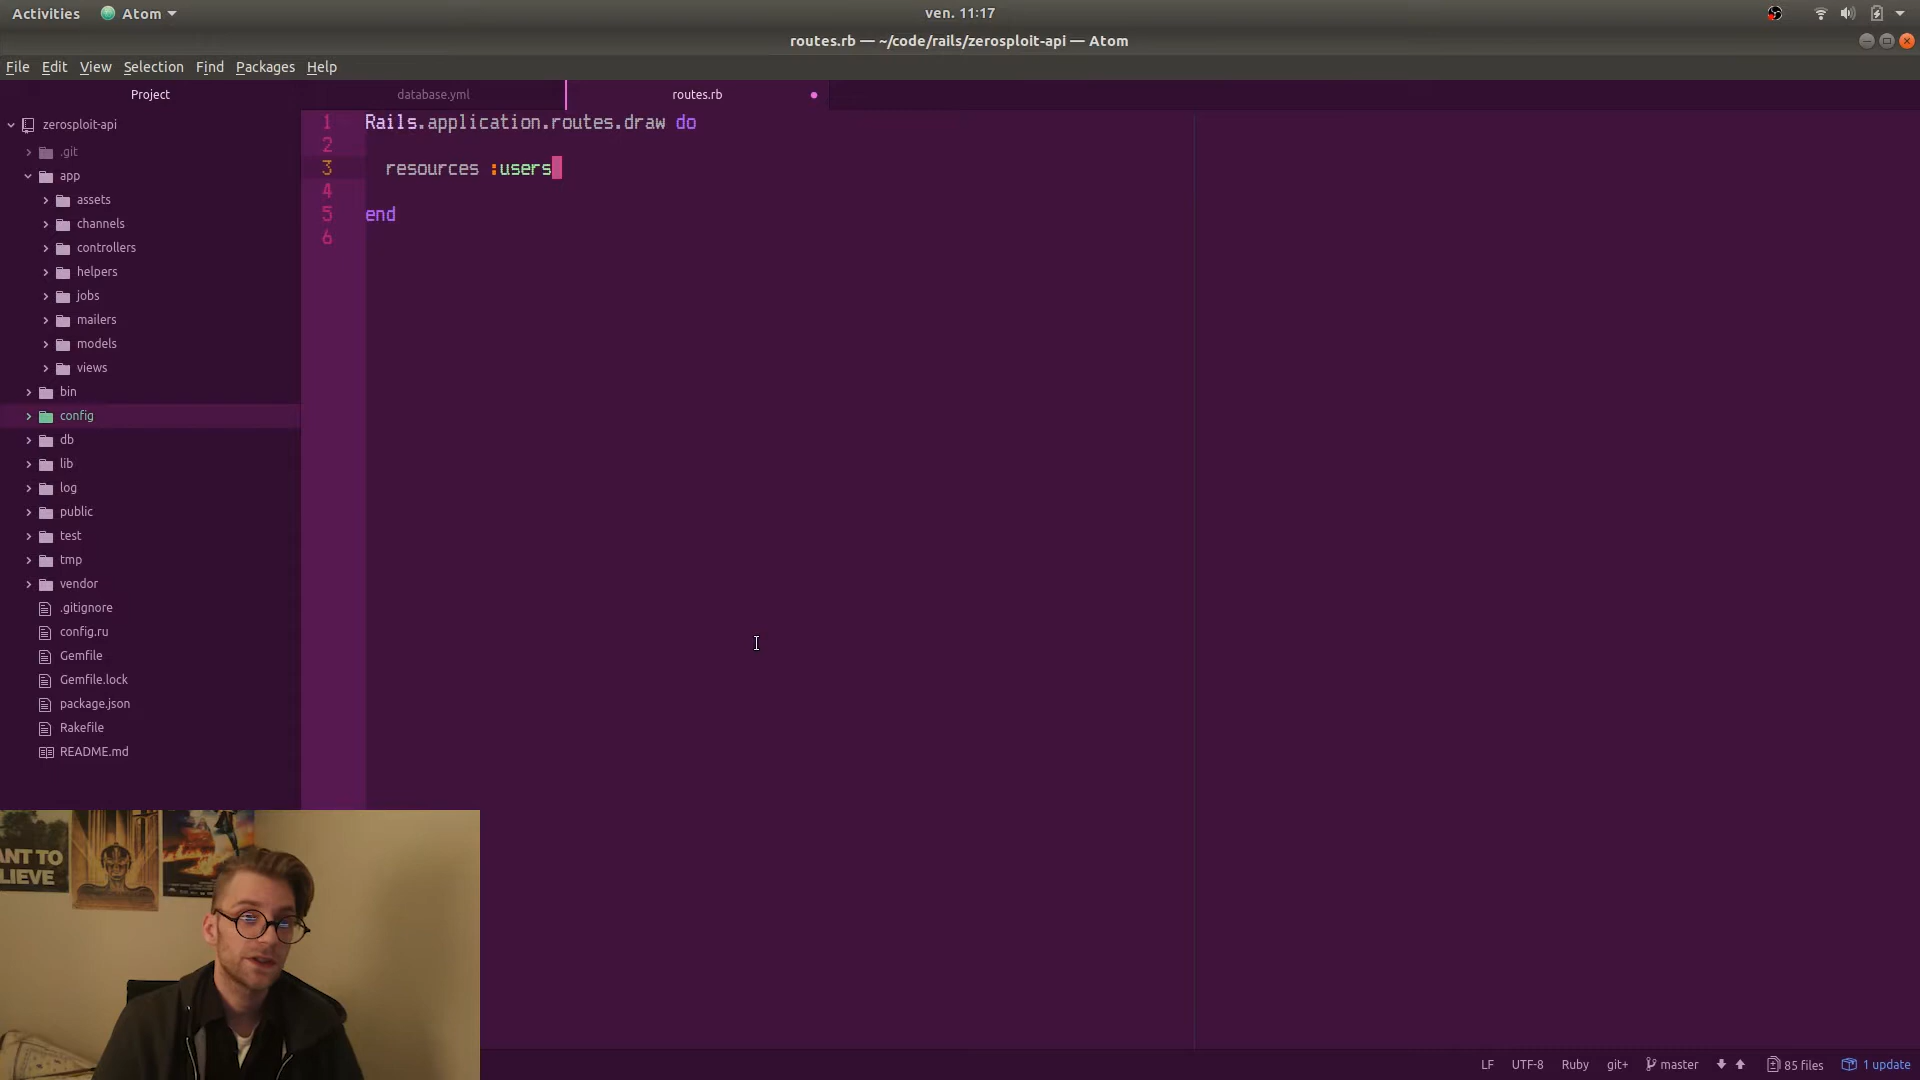 Activities Atom ven. 11:17
routes.rb — ~/code/rails/zerosploit-api — Atom
File Edit View Selection Find Packages Help
Project database.yml routes.rb
zerosploit-api
.git
app
assets
channels
controllers
helpers
jobs
mailers
models
views
bin
config
db
lib
log
public
test
tmp
vendor
.gitignore
config.ru
Gemfile
Gemfile.lock
package.json
Rakefile
README.md
1 Rails.application.routes.draw do
2
3 resources :users
4
5 end
6
ANT TO
LIEVE
LF UTF-8 Ruby git+ master 85 files 1 update